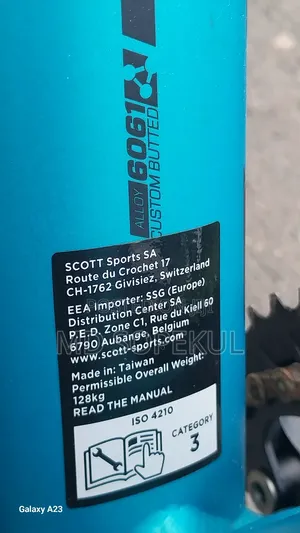 ALLOY 6061
CUSTOM BUTTED
SCOTT Sports SA
Route du Crochet 17
CH-1762 Givisiez, Switzerland
EEA Importer: SSG (Europe)
Distribution Center SA
P.E.D. Zone C1, Rue du Kiell 60
6790 Aubange, Belgium
www.scott-sports.com
Made in: Taiwan
Permissible Overall Weight:
128kg
READ THE MANUAL
ISO 4210
CATEGORY
3
Galaxy A23